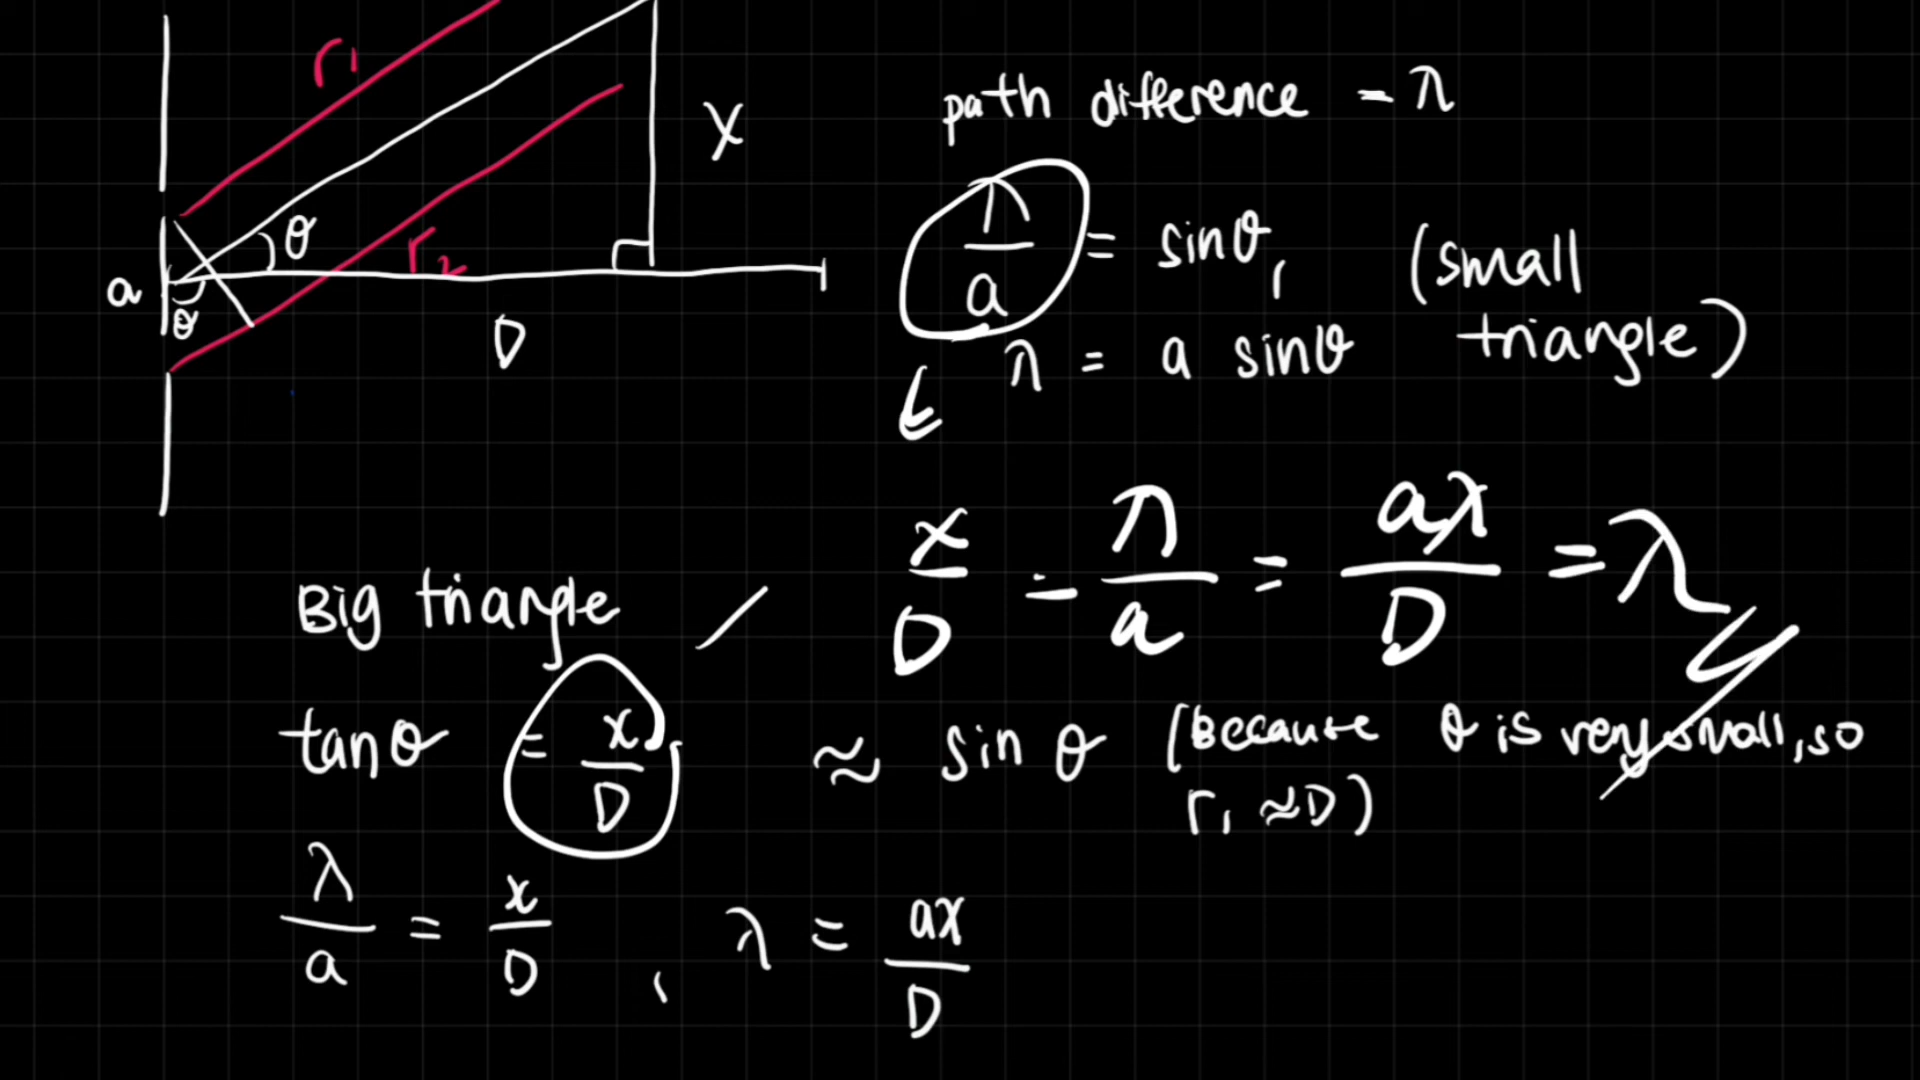 r₁
x
θ
r₂
a
θ
D
path difference = λ
λ/a = sinθ, (small
λ = a sinθ triangle)
x/D = λ/a = ax/D = λ
Big triangle
tanθ = x/D ≈ sin θ (because θ is very small, so
r₁ ≈ D)
λ/a = x/D , λ = ax/D